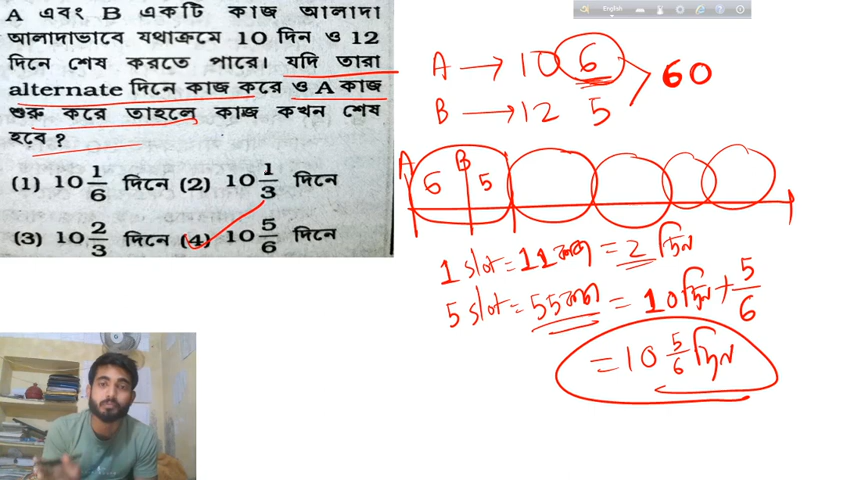 A এবং B একটি কাজ আলাদা
আলাদাভাবে যথাক্রমে 10 দিন ও 12
দিনে শেষ করতে পারে। যদি তারা
alternate দিনে কাজ করে ও A কাজ
শুরু করে তাহলে কাজ কখন শেষ
হবে ?
(1) 10 1/6 দিনে (2) 10 1/3 দিনে
(3) 10 2/3 দিনে (4) 10 5/6 দিনে
English
A → 10 6
60
B → 12 5
A B
6 5
1 slot = 11 কাজ = 2 দিন
5 slot = 55 কাজ = 10 দিন + 5/6
= 10 5/6 দিন